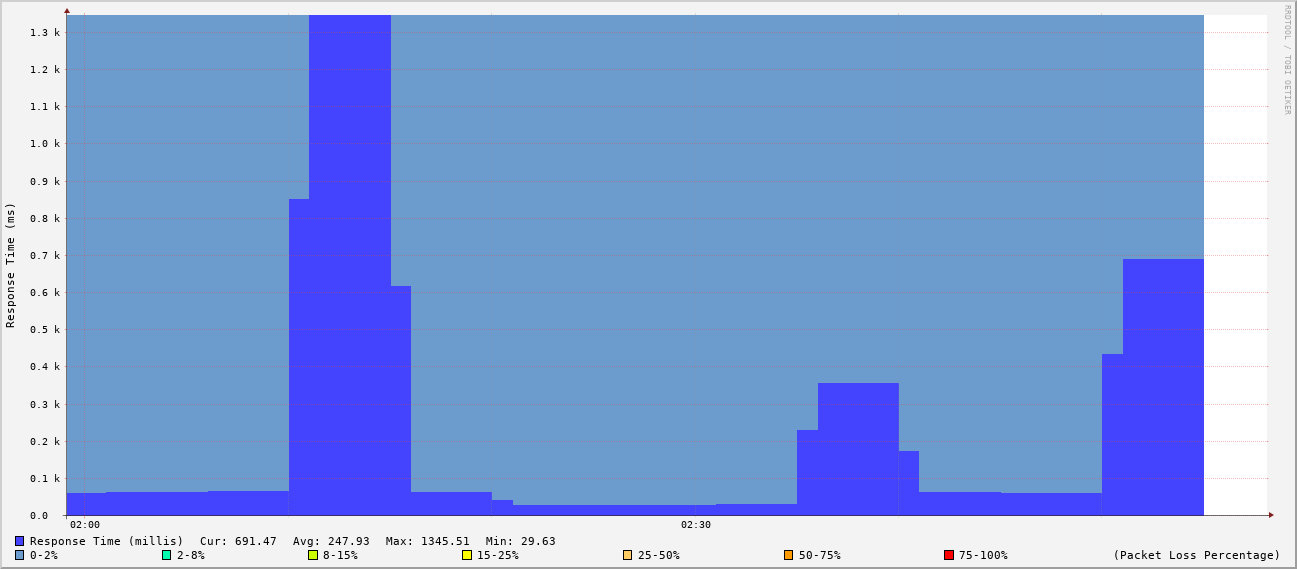 RRDTOOL / TOBI OETIKER
Response Time (ms)
1.3 k
1.2 k
1.1 k
1.0 k
0.9 k
0.8 k
0.7 k
0.6 k
0.5 k
0.4 k
0.3 k
0.2 k
0.1 k
0.0
02:00 02:30
Response Time (millis) Cur: 691.47 Avg: 247.93 Max: 1345.51 Min: 29.63
0-2% 2-8% 8-15% 15-25% 25-50% 50-75% 75-100% (Packet Loss Percentage)